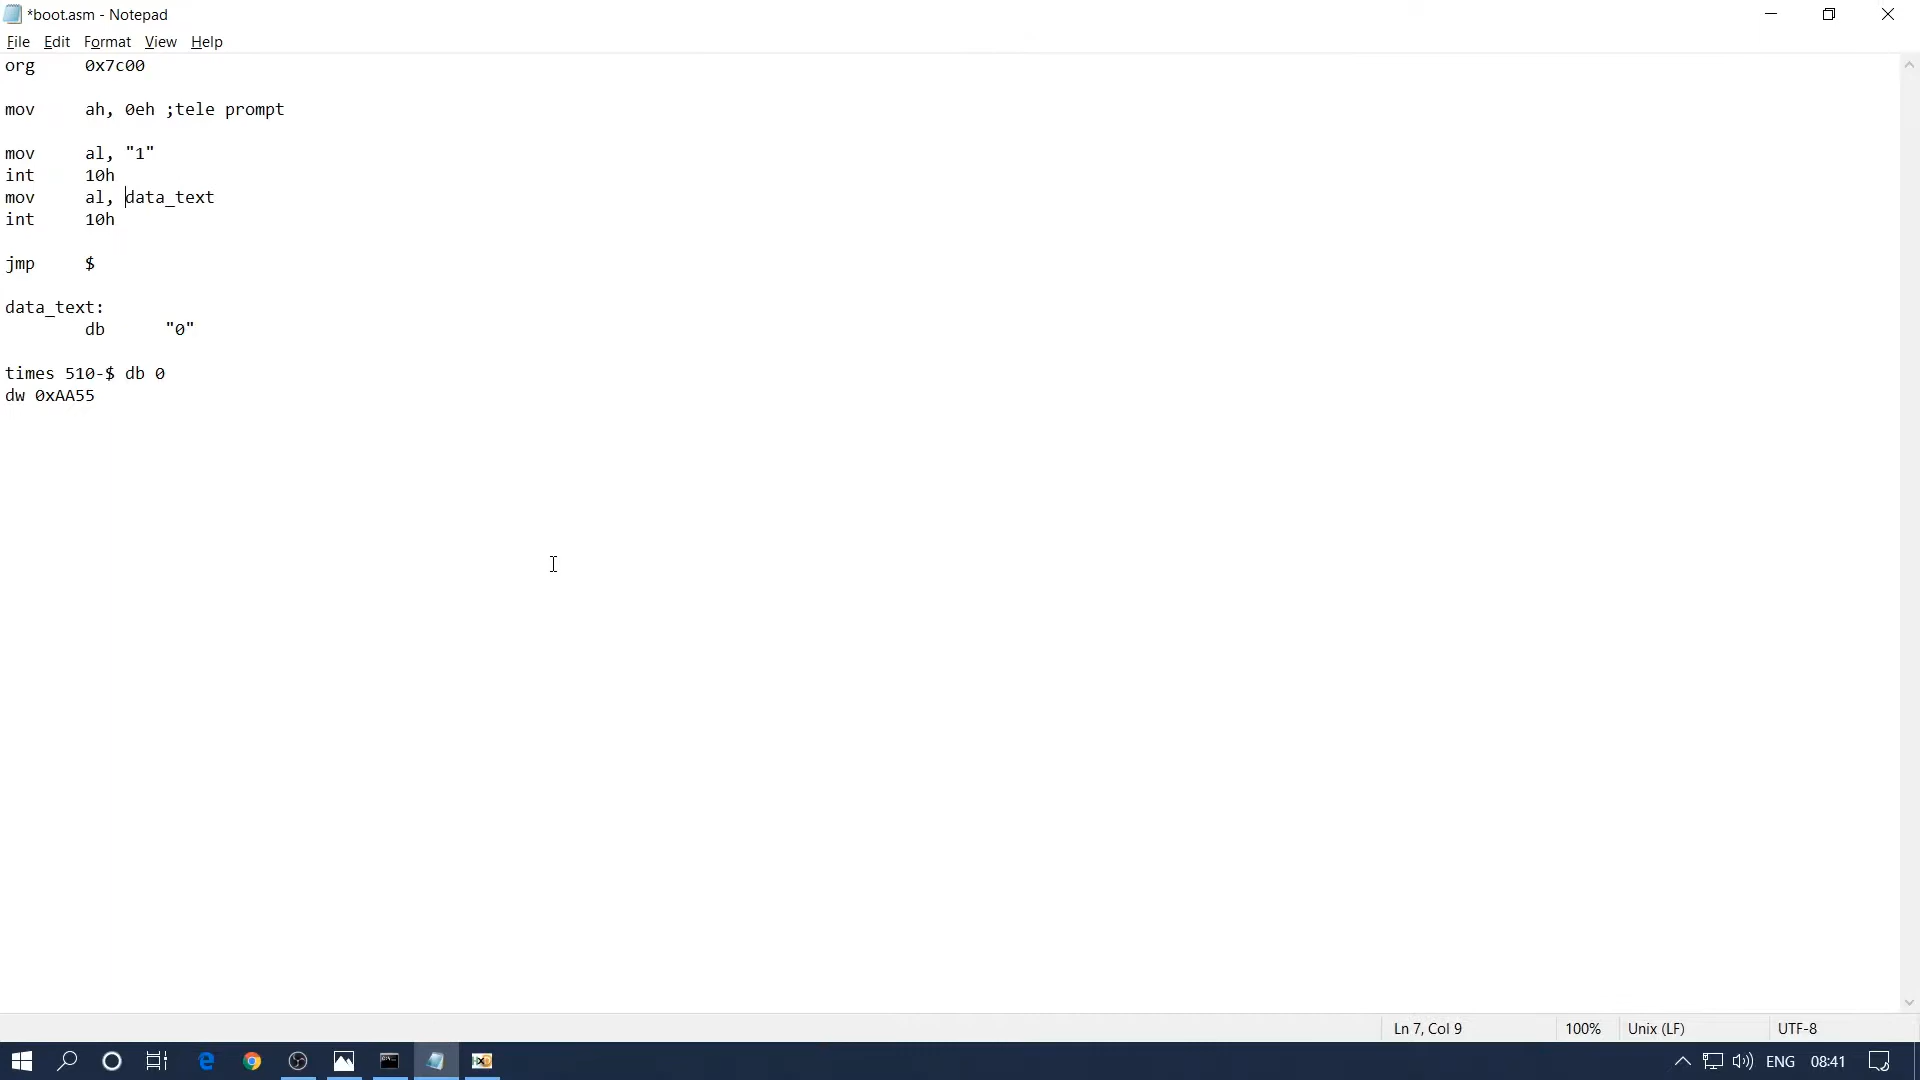 *boot.asm - Notepad
File Edit Format View Help
org 0x7c00
mov ah, 0eh ;tele prompt
mov al, "1"
int 10h
mov al, data_text
int 10h
jmp $
data_text:
db "0"
times 510-$ db 0
dw 0xAA55
Ln 7, Col 9 100% Unix (LF) UTF-8
ENG 08:41